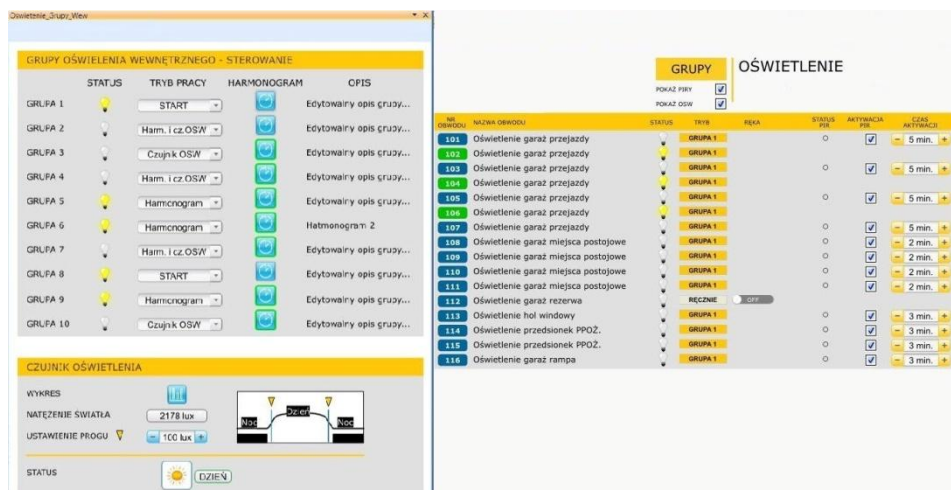 Oswietenie_Grupy_Wew
GRUPY OŚWIELENIA WEWNĘTRZNEGO - STEROWANIE
STATUS TRYB PRACY HARMONOGRAM OPIS
GRUPA 1 START Edytowalny opis grupy...
GRUPA 2 Harm. i cz.OSW Edytowalny opis grupy...
GRUPA 3 Czujnik OSW Edytowalny opis grupy...
GRUPA 4 Harm. i cz.OSW Edytowalny opis grupy...
GRUPA 5 Harmonogram Edytowalny opis grupy...
GRUPA 6 Harmonogram Hatmonogram 2
GRUPA 7 Harm. i cz.OSW Edytowalny opis grupy...
GRUPA 8 START Edytowalny opis grupy...
GRUPA 9 Harmonogram Edytowalny opis grupy...
GRUPA 10 Czujnik OSW Edytowalny opis grupy...
CZUJNIK OŚWIETLENIA
WYKRES
NATĘŻENIE ŚWIATŁA 2178 lux
USTAWIENIE PROGU - 100 lux +
Noc Dzień Noc
STATUS DZIEŃ
GRUPY OŚWIETLENIE
POKAŻ PIRY
POKAŻ OSW
NR OBWODU NAZWA OBWODU STATUS TRYB RĘKA STATUS PIR AKTYWACJA PIR CZAS AKTYWACJI
101 Oświetlenie garaż przejazdy GRUPA 1 - 5 min. +
102 Oświetlenie garaż przejazdy GRUPA 1
103 Oświetlenie garaż przejazdy GRUPA 1 - 5 min. +
104 Oświetlenie garaż przejazdy GRUPA 1
105 Oświetlenie garaż przejazdy GRUPA 1 - 5 min. +
106 Oświetlenie garaż przejazdy GRUPA 1
107 Oświetlenie garaż przejazdy GRUPA 1 - 5 min. +
108 Oświetlenie garaż miejsca postojowe GRUPA 1 - 2 min. +
109 Oświetlenie garaż miejsca postojowe GRUPA 1 - 2 min. +
110 Oświetlenie garaż miejsca postojowe GRUPA 1 - 2 min. +
111 Oświetlenie garaż miejsca postojowe GRUPA 1 - 2 min. +
112 Oświetlenie garaż rezerwa RĘCZNIE OFF
113 Oświetlenie hol windowy GRUPA 1 - 3 min. +
114 Oświetlenie przedsionek PPOŻ. GRUPA 1 - 3 min. +
115 Oświetlenie przedsionek PPOŻ. GRUPA 1 - 3 min. +
116 Oświetlenie garaż rampa GRUPA 1 - 3 min. +